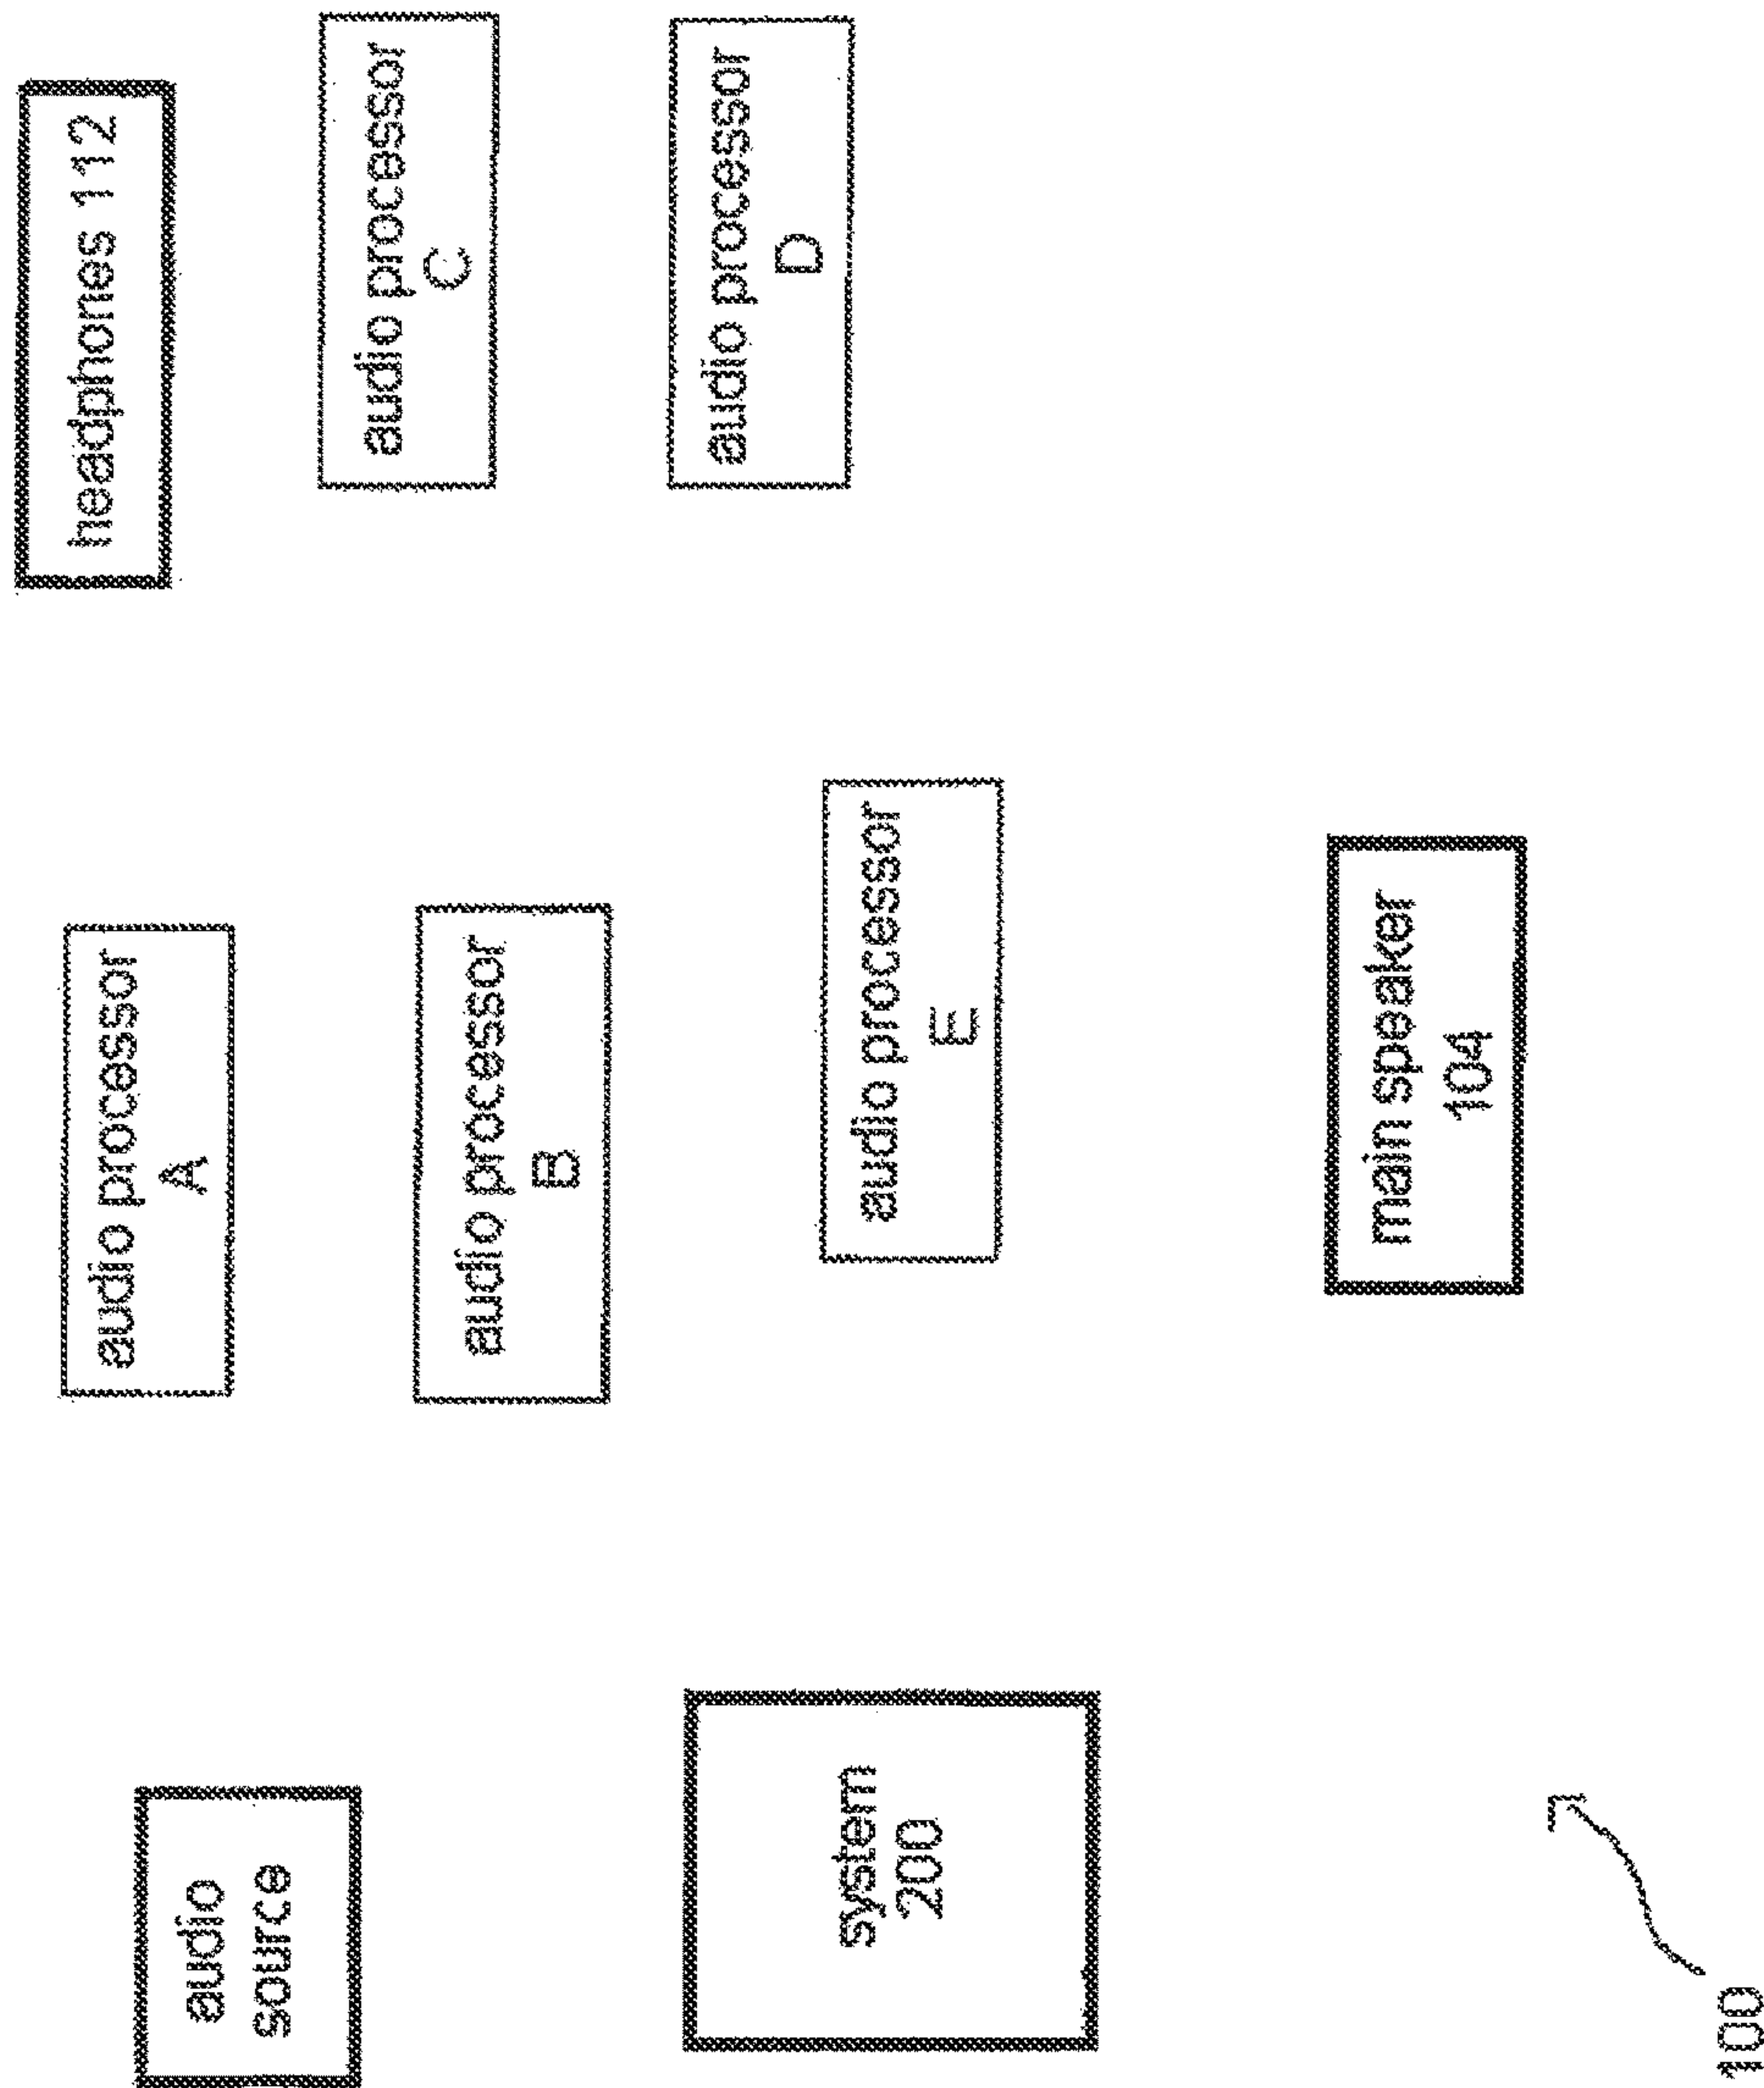 audio
source
audio processor
A
headphones 112
audio processor
B
audio processor
C
system
200
audio processor
E
audio processor
D
main speaker
104
100